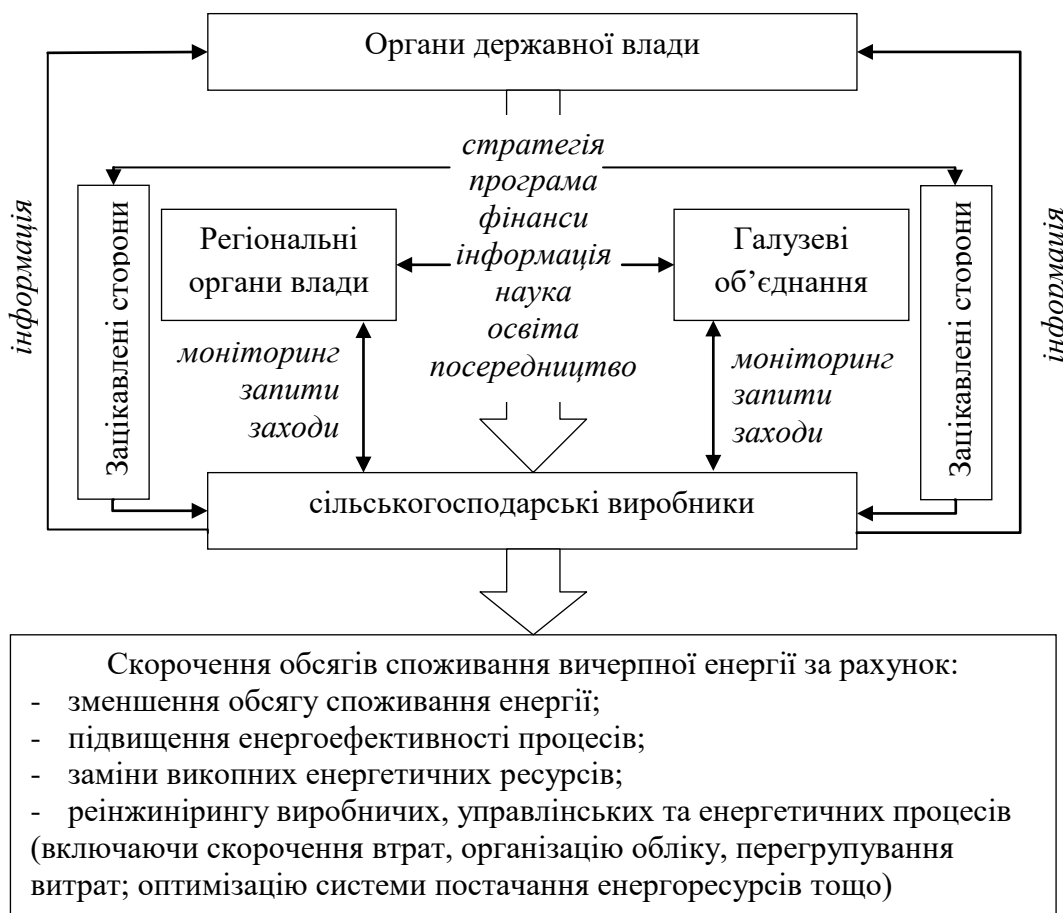 Органи державної влади
стратегія
програма
фінанси
інформація
наука
освіта
посередництво
інформація
Зацікавлені сторони
Регіональні
органи влади
Галузеві
об’єднання
Зацікавлені сторони
інформація
моніторинг
запити
заходи
моніторинг
запити
заходи
сільськогосподарські виробники
Скорочення обсягів споживання вичерпної енергії за рахунок:
- зменшення обсягу споживання енергії;
- підвищення енергоефективності процесів;
- заміни викопних енергетичних ресурсів;
- реінжинірингу виробничих, управлінських та енергетичних процесів
(включаючи скорочення втрат, організацію обліку, перегрупування
витрат; оптимізацію системи постачання енергоресурсів тощо)